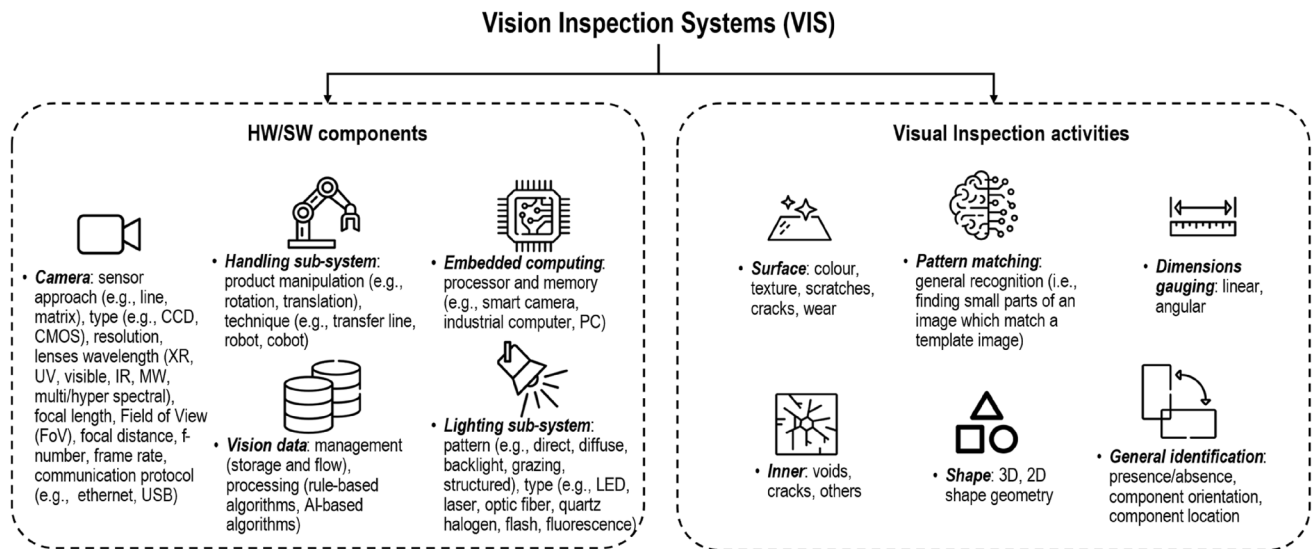 Vision Inspection Systems (VIS)
HW/SW components
• Camera: sensor
approach (e.g., line,
matrix), type (e.g., CCD,
CMOS), resolution,
lenses wavelength (XR,
UV, visible, IR, MW,
multi/hyper spectral),
focal length, Field of View
(FoV), focal distance, f-
number, frame rate,
communication protocol
(e.g., ethernet, USB)
• Handling sub-system:
product manipulation (e.g.,
rotation, translation),
technique (e.g., transfer line,
robot, cobot)
• Embedded computing:
processor and memory
(e.g., smart camera,
industrial computer, PC)
• Vision data: management
(storage and flow),
processing (rule-based
algorithms, AI-based
algorithms)
• Lighting sub-system:
pattern (e.g., direct, diffuse,
backlight, grazing,
structured), type (e.g., LED,
laser, optic fiber, quartz
halogen, flash, fluorescence)
Visual Inspection activities
• Surface: colour,
texture, scratches,
cracks, wear
• Pattern matching:
general recognition (i.e.,
finding small parts of an
image which match a
template image)
• Dimensions
gauging: linear,
angular
• Inner: voids,
cracks, others
• Shape: 3D, 2D
shape geometry
• General identification:
presence/absence,
component orientation,
component location